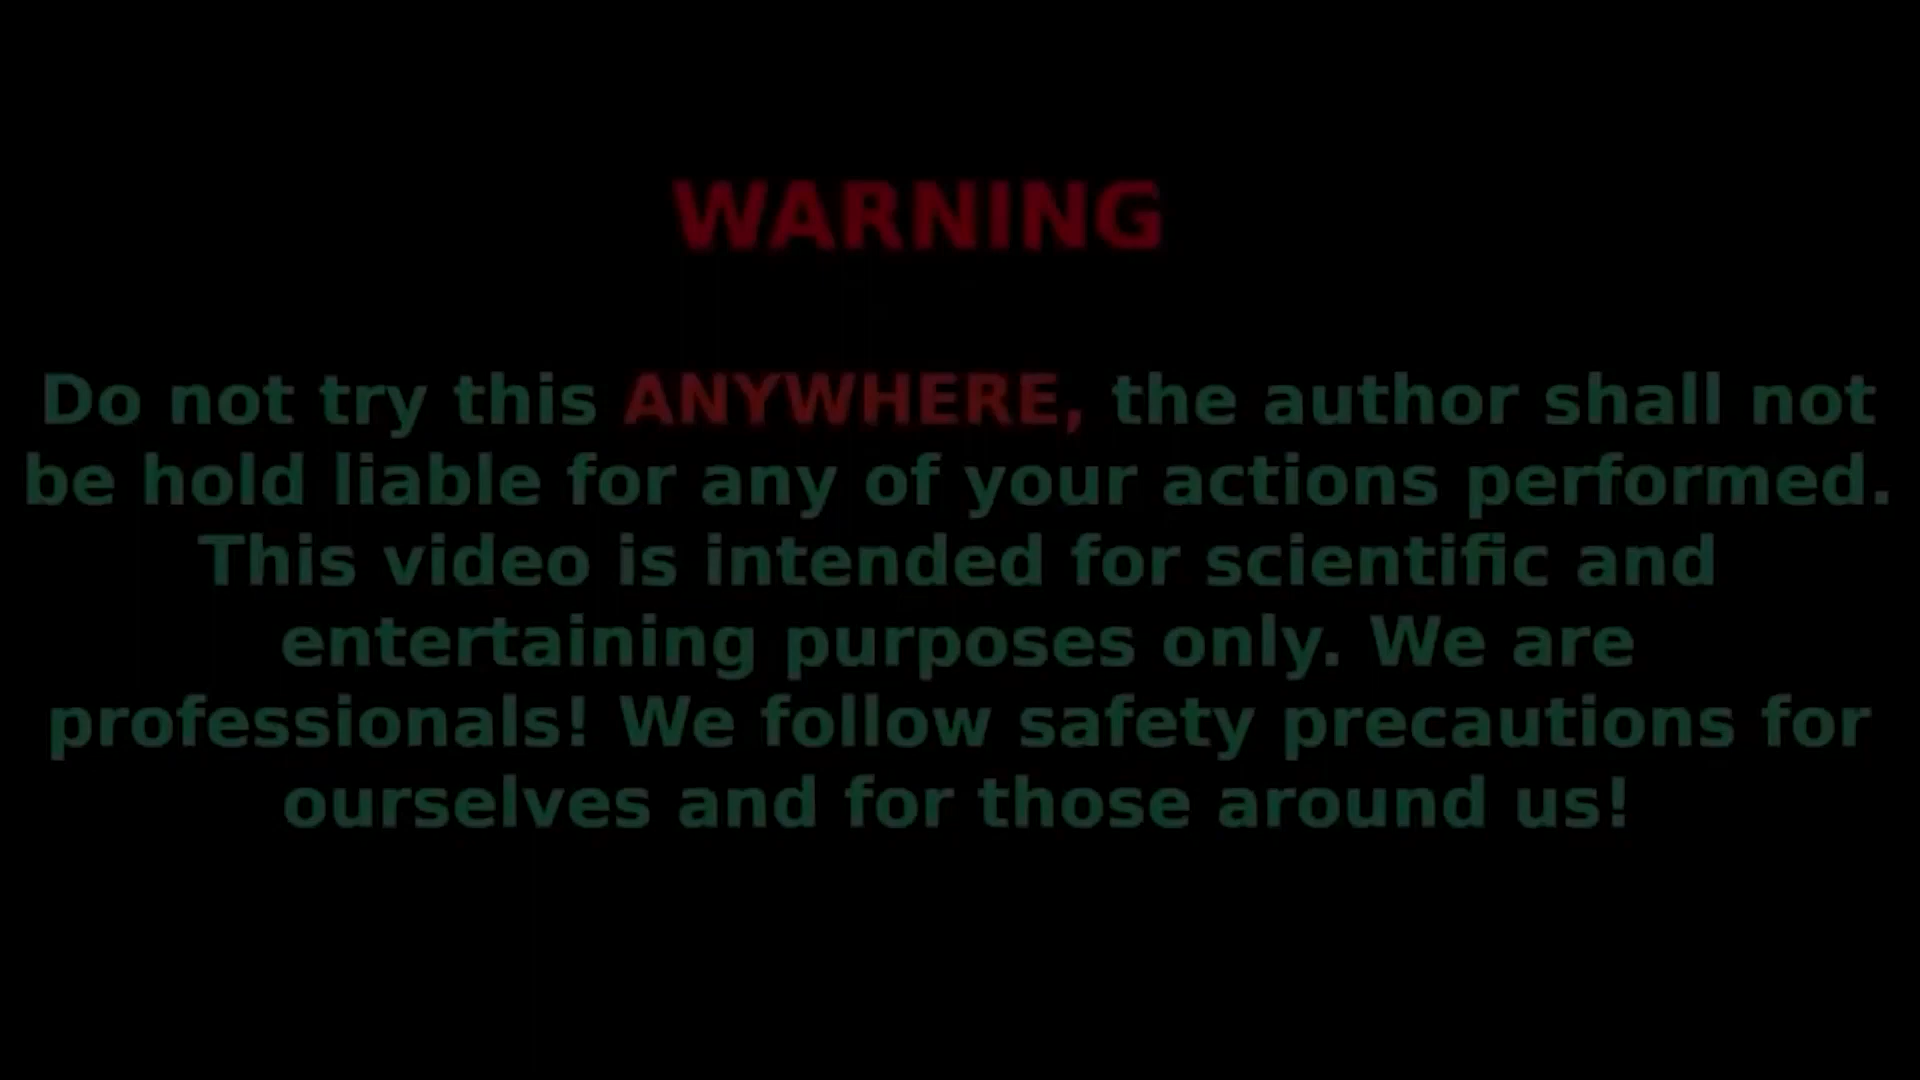 WARNING
Do not try this ANYWHERE, the author shall not
be hold liable for any of your actions performed.
This video is intended for scientific and
entertaining purposes only. We are
professionals! We follow safety precautions for
ourselves and for those around us!